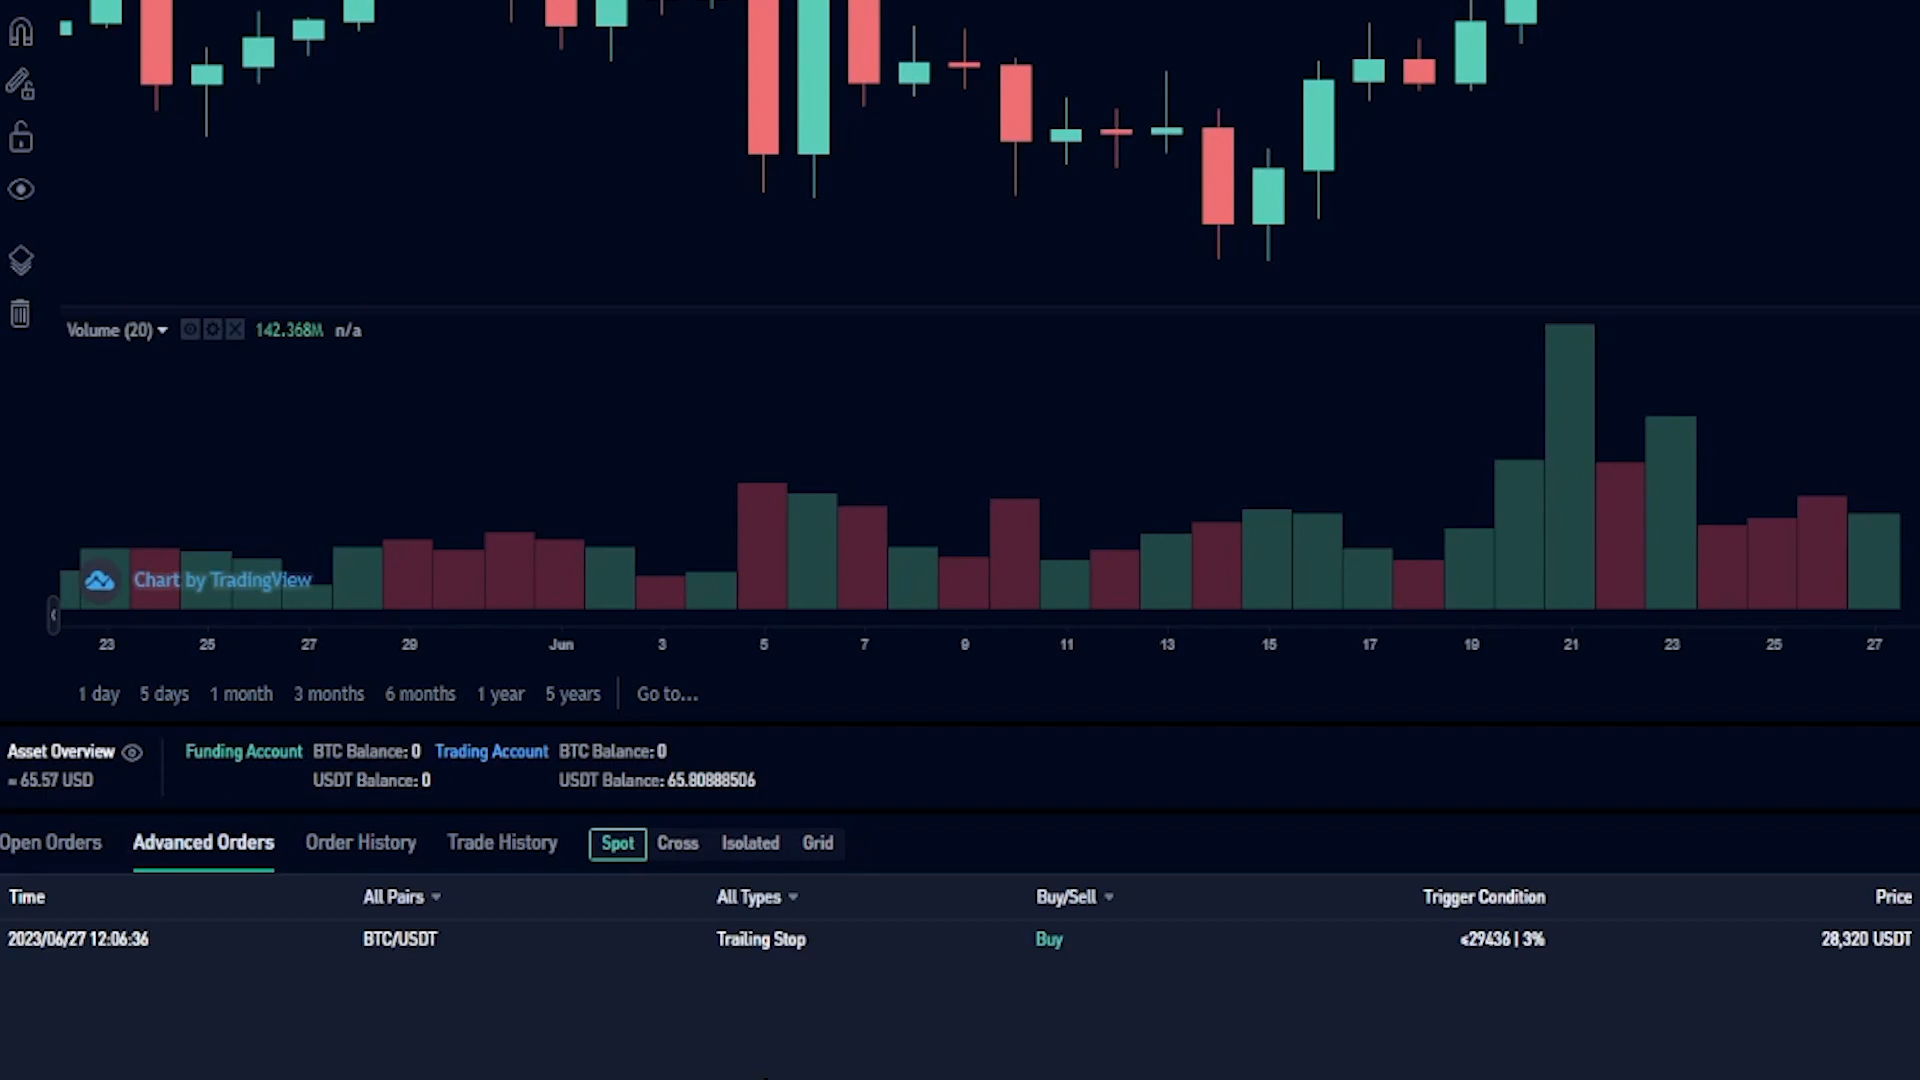 Volume (20) 142.368M n/a
Chart by TradingView
23 25 27 29 Jun 3 5 7 9 11 13 15 17 19 21 23 25 27
1 day 5 days 1 month 3 months 6 months 1 year 5 years Go to...
Asset Overview Funding Account BTC Balance: 0 Trading Account BTC Balance: 0
≈ 65.57 USD USDT Balance: 0 USDT Balance: 65.80888506
Open Orders Advanced Orders Order History Trade History Spot Cross Isolated Grid
Time All Pairs All Types Buy/Sell Trigger Condition Price
2023/06/27 12:06:36 BTC/USDT Trailing Stop Buy <29436 | 3% 28,320 USDT